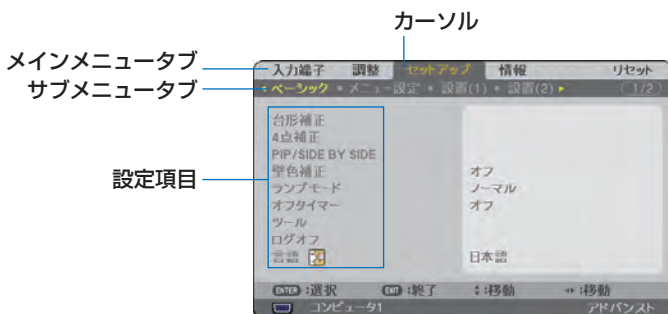 カーソル
メインメニュータブ
サブメニュータブ
設定項目
入力端子 調整 セットアップ 情報 リセット
ベーシック • メニュー設定 • 設置(1) • 設置(2) (1/2)
台形補正
4点補正
PIP/SIDE BY SIDE
壁色補正 オフ
ランプモード ノーマル
オフタイマー オフ
ツール
ログオフ
言語 日本語
ENTER :選択 EXIT :終了 :移動 :移動
コンピュータ1 アドバンスト